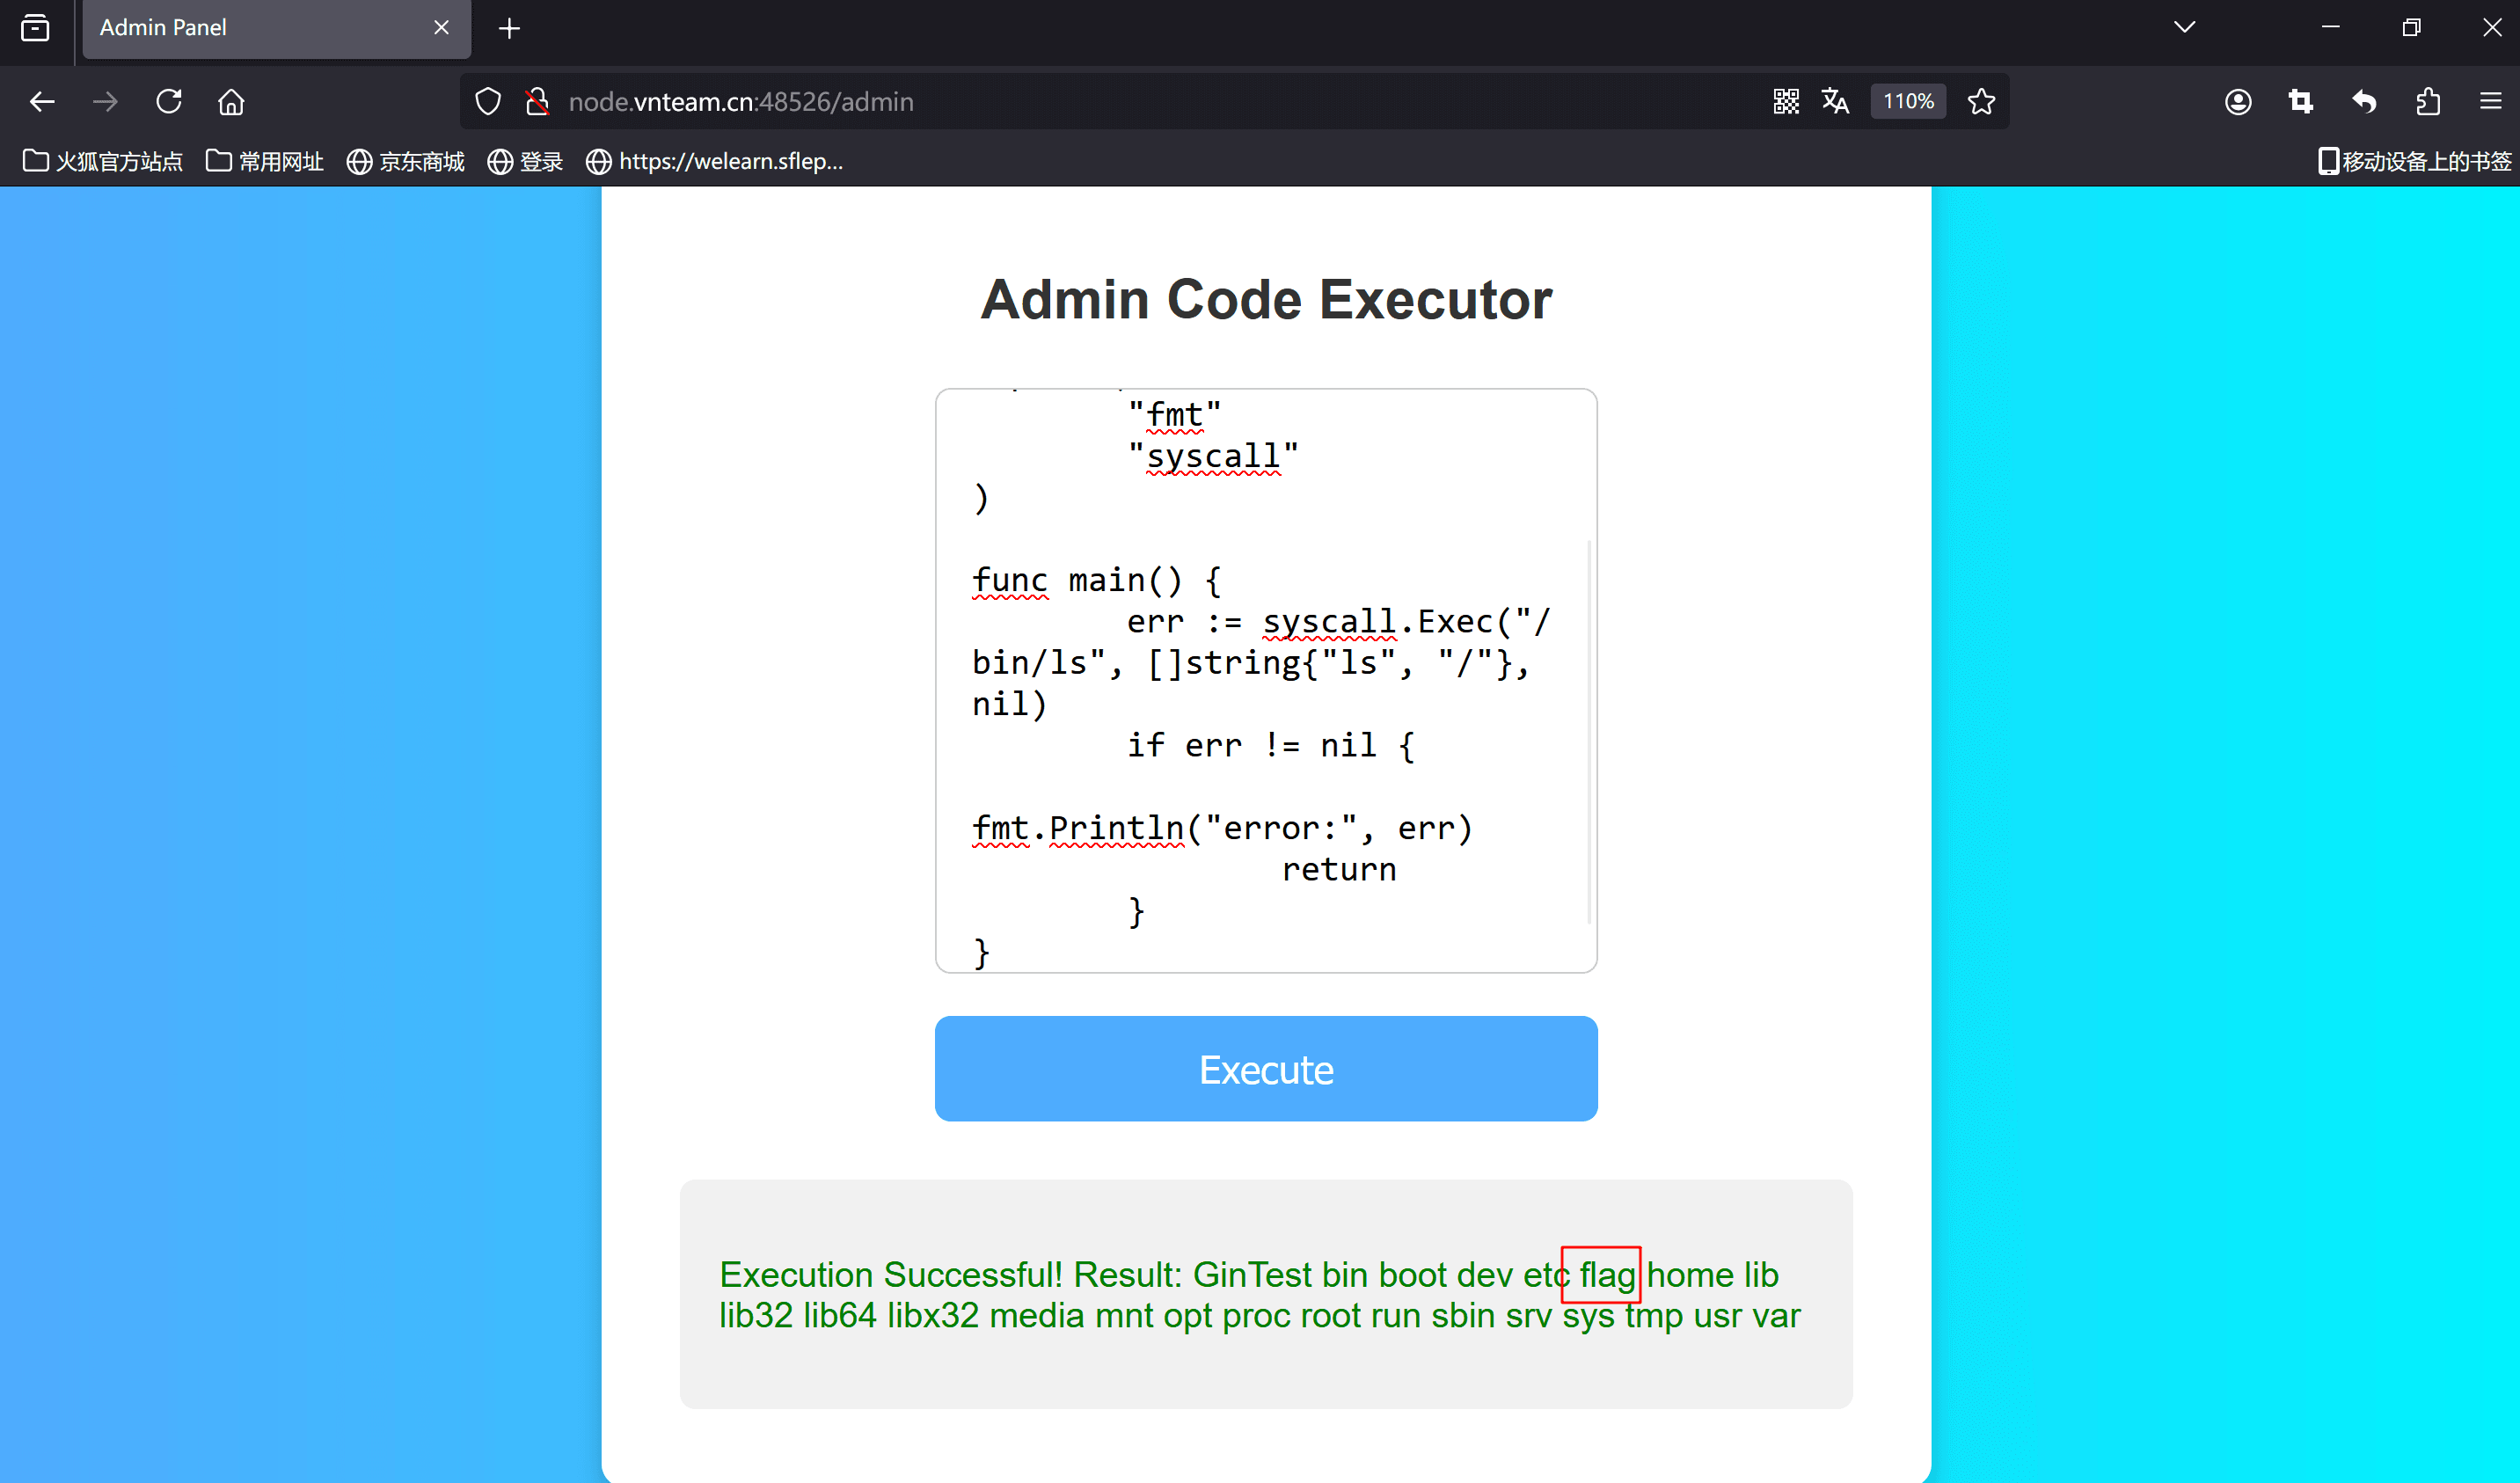 Admin Panel
node.vnteam.cn:48526/admin
110%
火狐官方站点 常用网址 京东商城 登录 https://welearn.sflep...
移动设备上的书签
Admin Code Executor
"fmt"
"syscall"
)
func main() {
err := syscall.Exec("/
bin/ls", []string{"ls", "/"},
nil)
if err != nil {
fmt.Println("error:", err)
return
}
}
Execute
Execution Successful! Result: GinTest bin boot dev etc flag home lib
lib32 lib64 libx32 media mnt opt proc root run sbin srv sys tmp usr var